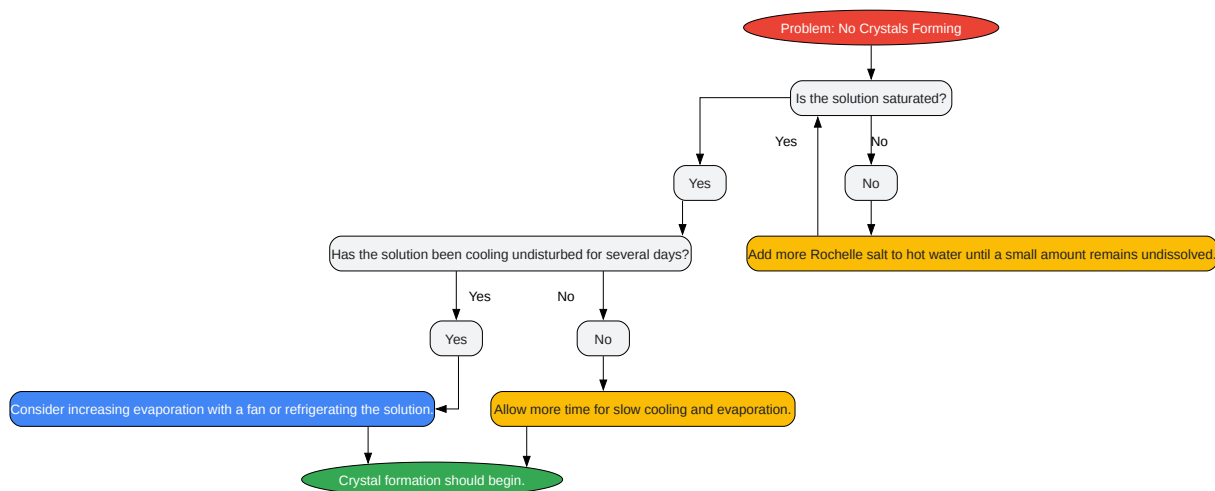 Problem: No Crystals Forming
Is the solution saturated?
Yes
No
Yes
No
Has the solution been cooling undisturbed for several days?
Add more Rochelle salt to hot water until a small amount remains undissolved.
Yes
No
Yes
No
Consider increasing evaporation with a fan or refrigerating the solution.
Allow more time for slow cooling and evaporation.
Crystal formation should begin.